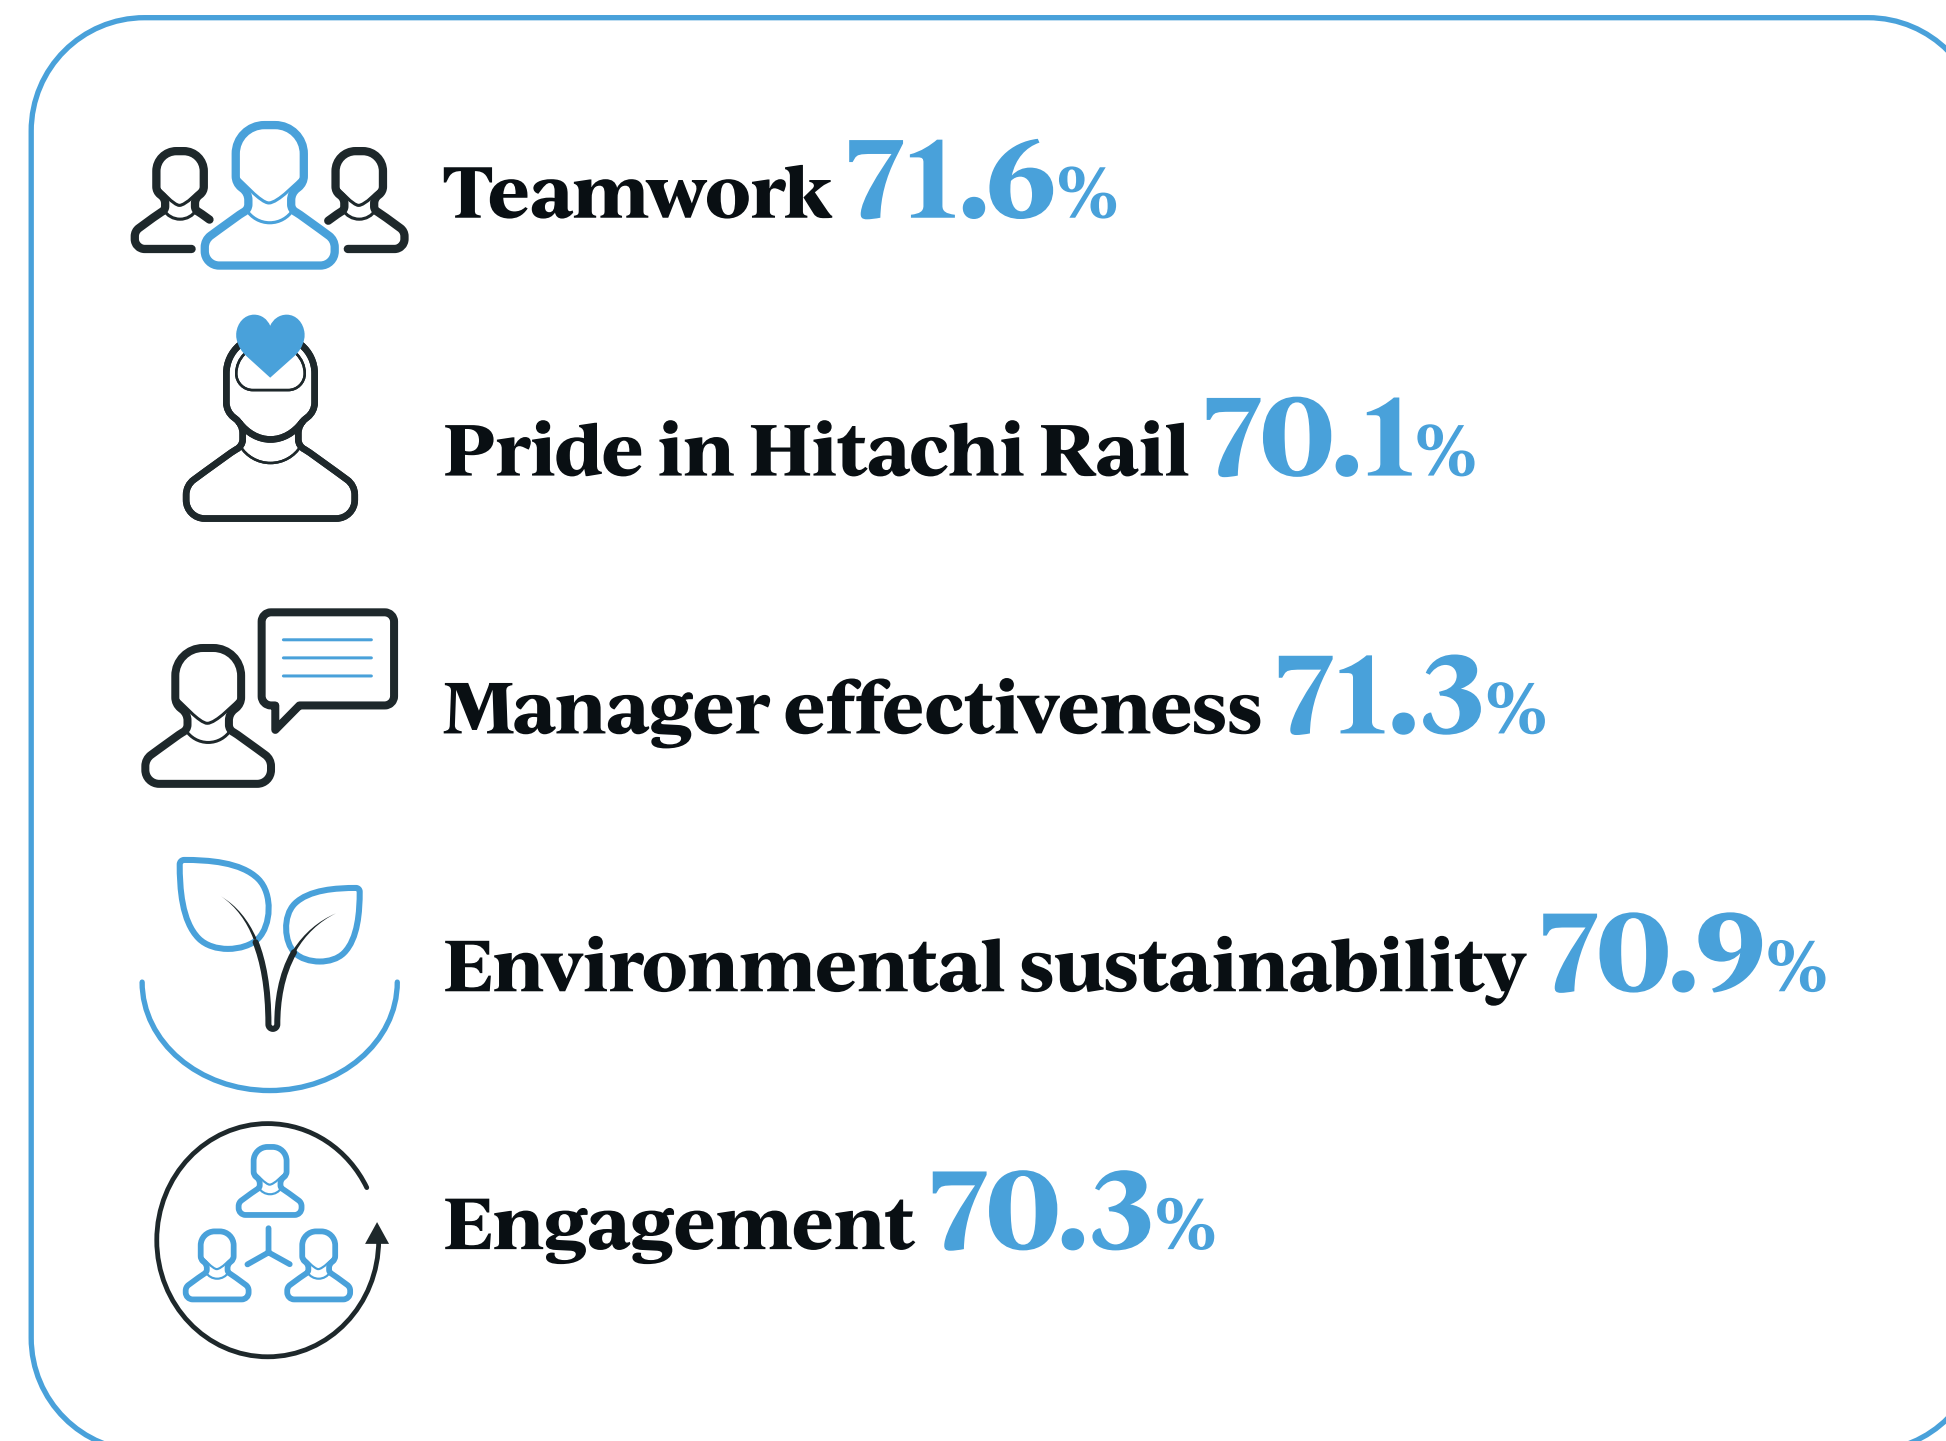 Teamwork 71.6%
Pride in Hitachi Rail 70.1%
Manager effectiveness 71.3%
Environmental sustainability 70.9%
Engagement 70.3%